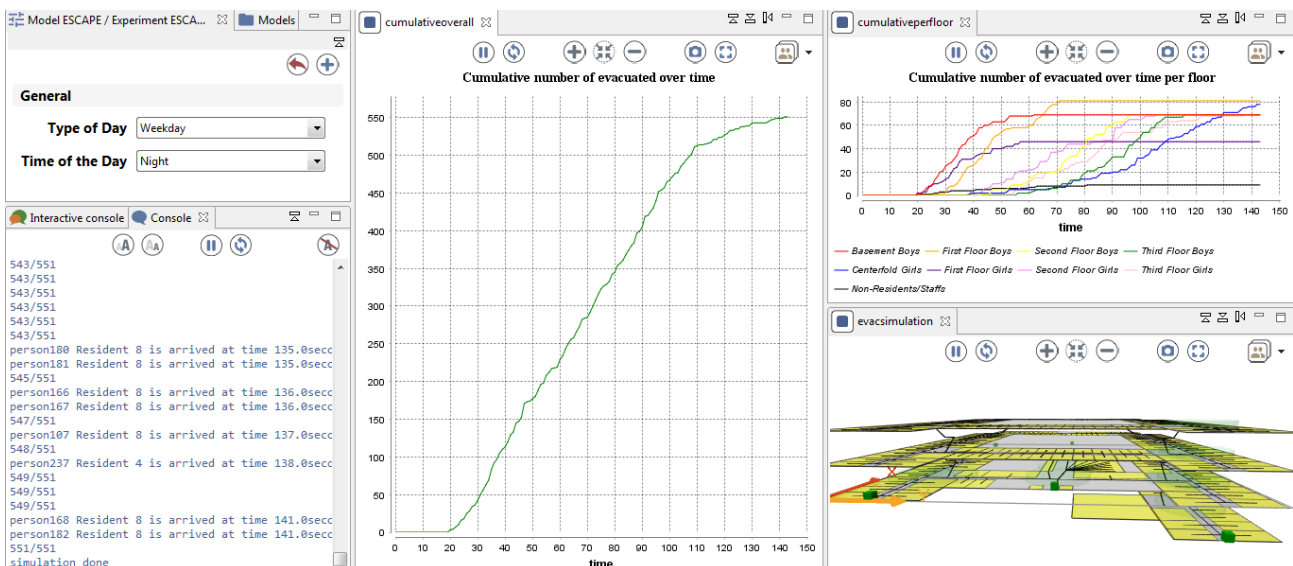 Model ESCAPE / Experiment ESCA...
Models
General
Type of Day
Weekday
Time of the Day
Night
Interactive console
Console
543/551
543/551
543/551
543/551
543/551
543/551
person180 Resident 8 is arrived at time 135.0secc
person181 Resident 8 is arrived at time 135.0secc
545/551
person166 Resident 8 is arrived at time 136.0secc
person167 Resident 8 is arrived at time 136.0secc
547/551
person107 Resident 8 is arrived at time 137.0secc
548/551
person237 Resident 4 is arrived at time 138.0secc
549/551
549/551
549/551
person168 Resident 8 is arrived at time 141.0secc
person182 Resident 8 is arrived at time 141.0secc
551/551
simulation done
cumulativeoverall
Cumulative number of evacuated over time
550
500
450
400
350
300
250
200
150
100
50
0
0 10 20 30 40 50 60 70 80 90 100 110 120 130 140 150
time
cumulativeperfloor
Cumulative number of evacuated over time per floor
80
60
40
20
0
0 10 20 30 40 50 60 70 80 90 100 110 120 130 140 150
time
Basement Boys First Floor Boys Second Floor Boys Third Floor Boys
Centerfold Girls First Floor Girls Second Floor Girls Third Floor Girls
Non-Residents/Staffs
evacsimulation